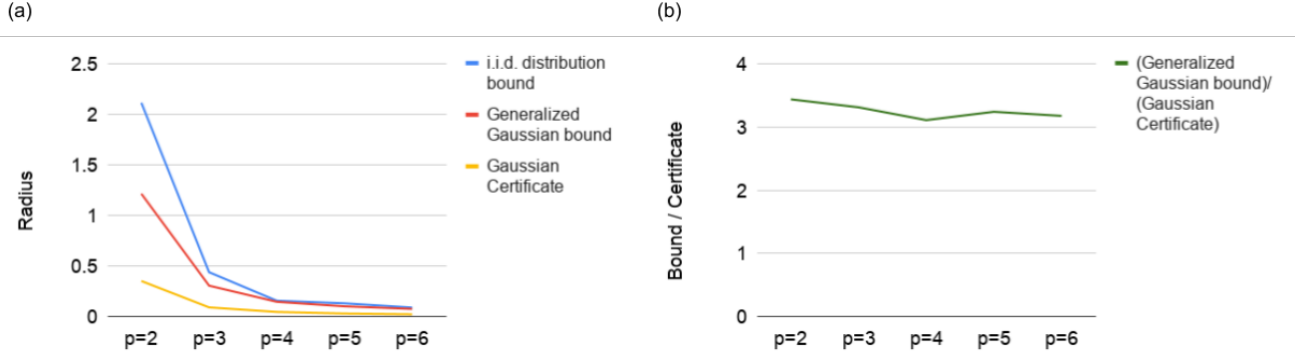 (a)
2.5
2
1.5
1
0.5
0
Radius
p=2 p=3 p=4 p=5 p=6
i.i.d. distribution
bound
Generalized
Gaussian bound
Gaussian
Certificate
(b)
4
3
2
1
0
Bound / Certificate
p=2 p=3 p=4 p=5 p=6
(Generalized
Gaussian bound)/
(Gaussian
Certificate)